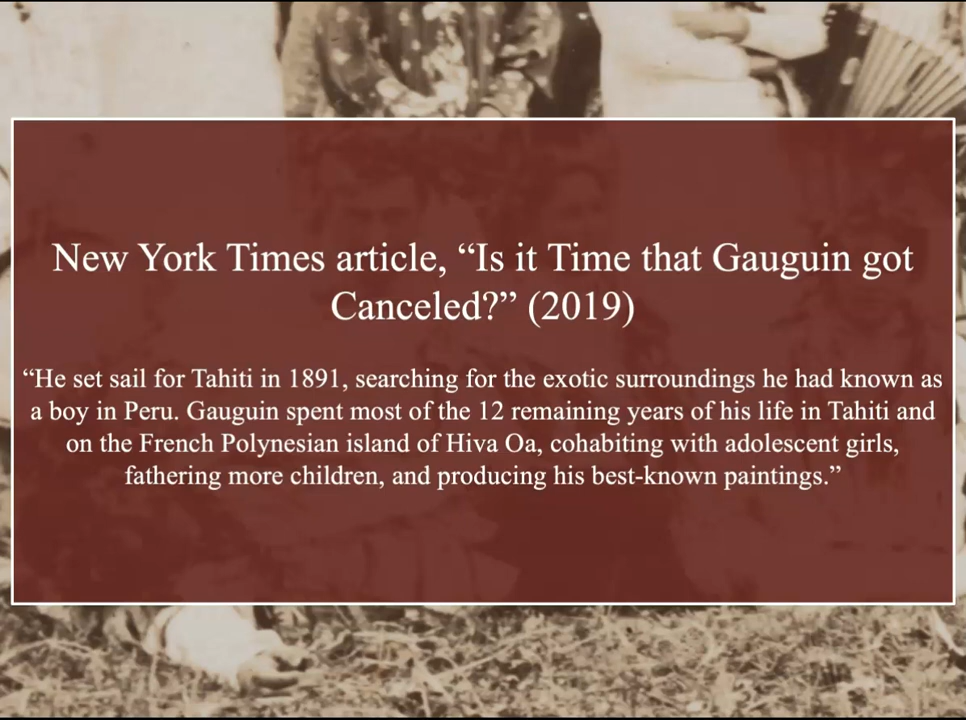 New York Times article, “Is it Time that Gauguin got
Canceled?” (2019)
“He set sail for Tahiti in 1891, searching for the exotic surroundings he had known as
a boy in Peru. Gauguin spent most of the 12 remaining years of his life in Tahiti and
on the French Polynesian island of Hiva Oa, cohabiting with adolescent girls,
fathering more children, and producing his best-known paintings.”